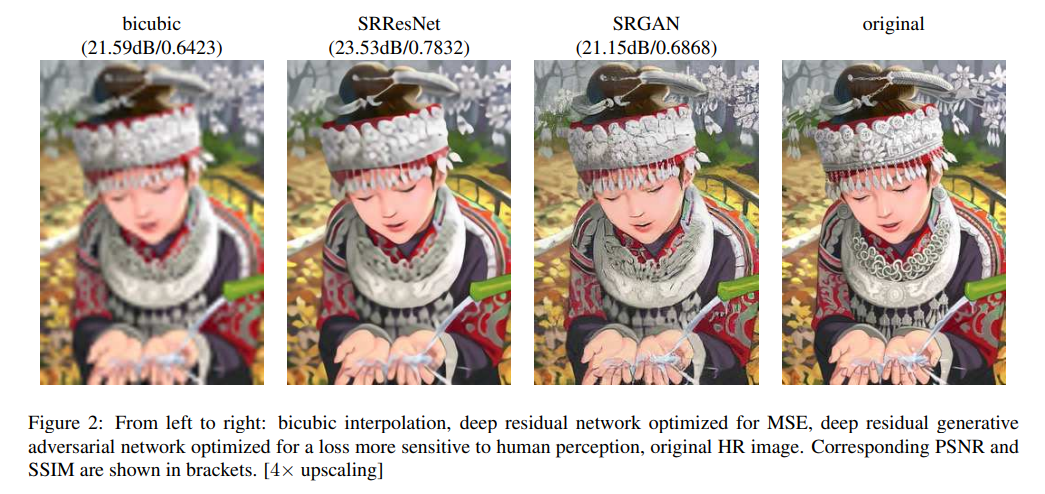 bicubic
(21.59dB/0.6423)
SRResNet
(23.53dB/0.7832)
SRGAN
(21.15dB/0.6868)
original
Figure 2: From left to right: bicubic interpolation, deep residual network optimized for MSE, deep residual generative
adversarial network optimized for a loss more sensitive to human perception, original HR image. Corresponding PSNR and
SSIM are shown in brackets. [4× upscaling]